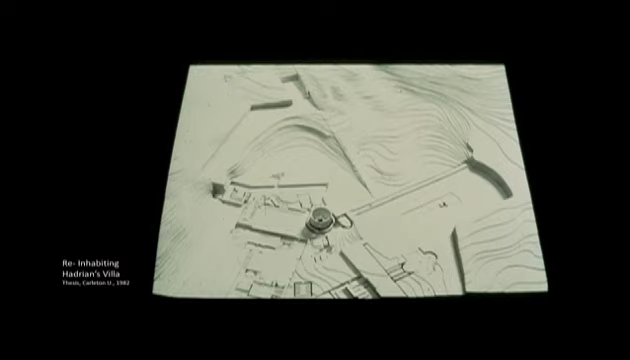 Re- Inhabiting
Hadrian's Villa
Thesis, Carleton U., 1982